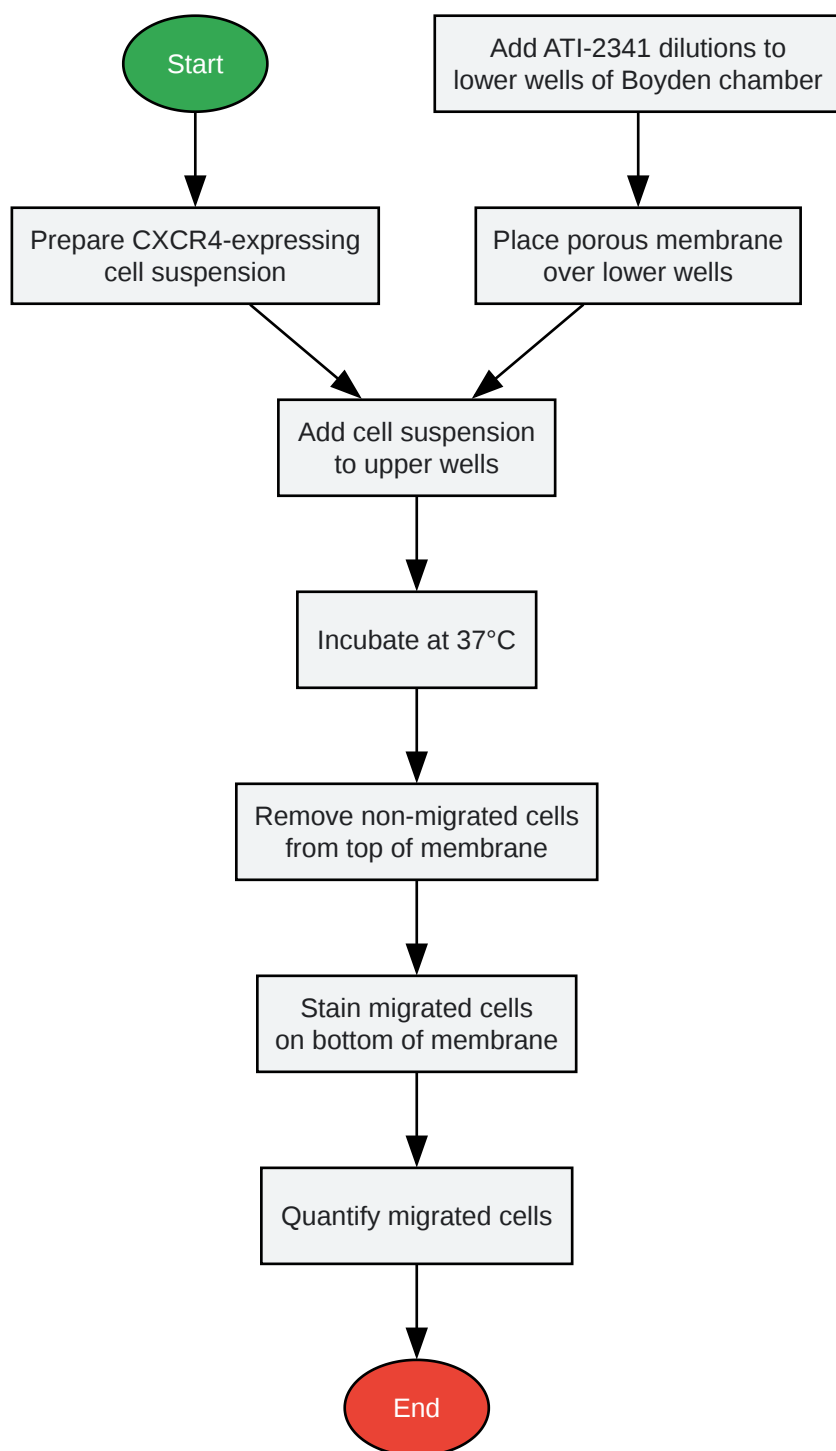 Start
Add ATI-2341 dilutions to
lower wells of Boyden chamber
Prepare CXCR4-expressing
cell suspension
Place porous membrane
over lower wells
Add cell suspension
to upper wells
Incubate at 37°C
Remove non-migrated cells
from top of membrane
Stain migrated cells
on bottom of membrane
Quantify migrated cells
End